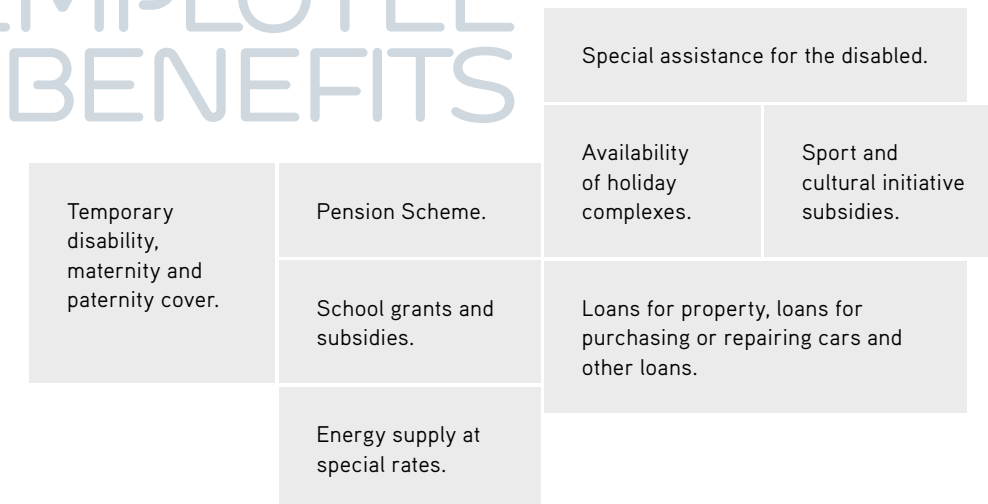 EMPLOYEE
BENEFITS
Special assistance for the disabled.
Availability
of holiday
complexes.
Sport and
cultural initiative
subsidies.
Temporary
disability,
maternity and
paternity cover.
Pension Scheme.
School grants and
subsidies.
Loans for property, loans for
purchasing or repairing cars and
other loans.
Energy supply at
special rates.